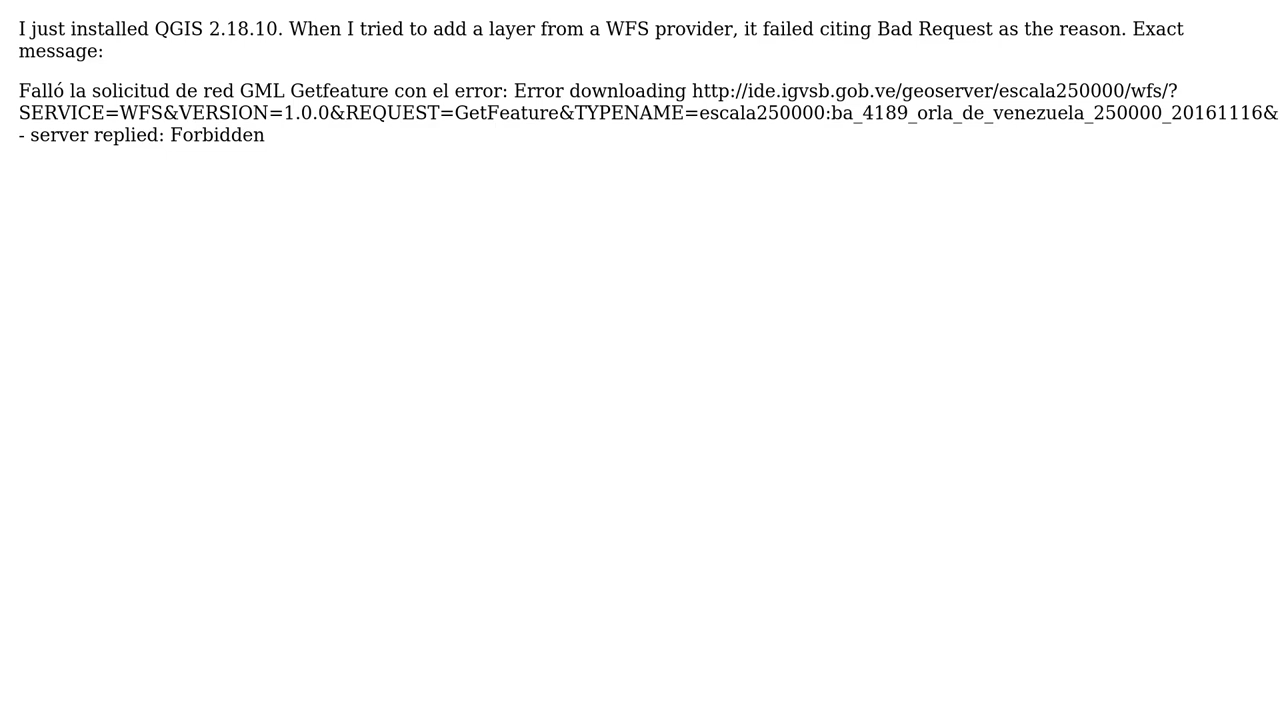 I just installed QGIS 2.18.10. When I tried to add a layer from a WFS provider, it failed citing Bad Request as the reason. Exact
message:
Falló la solicitud de red GML Getfeature con el error: Error downloading http://ide.igvsb.gob.ve/geoserver/escala250000/wfs/?
SERVICE=WFS&VERSION=1.0.0&REQUEST=GetFeature&TYPENAME=escala250000:ba_4189_orla_de_venezuela_250000_20161116&
- server replied: Forbidden